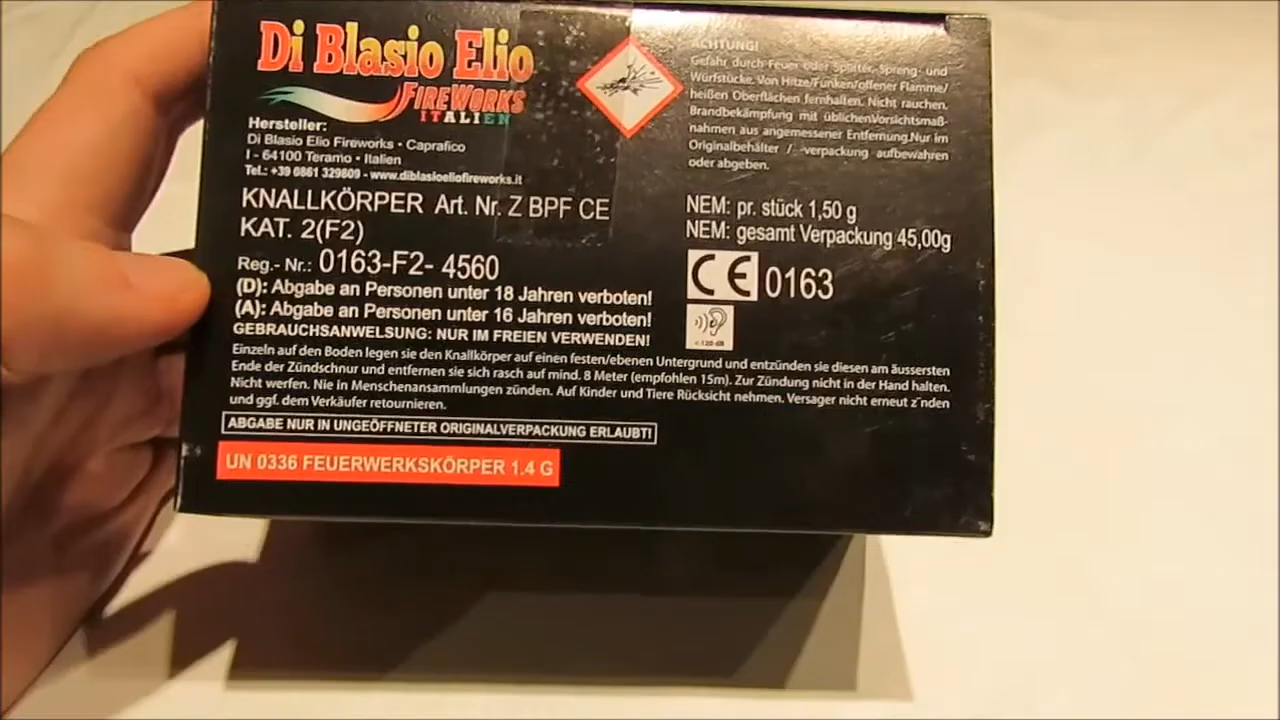 Di Blasio Elio
FIREWORKS
ITALIEN
Hersteller:
Di Blasio Elio Fireworks · Caprafico
I - 64100 Teramo · Italien
Tel.: +39 0861 329809 - www.diblasioeliofireworks.it
KNALLKÖRPER Art. Nr. Z BPF CE
KAT. 2(F2)
Reg.- Nr.: 0163-F2- 4560
(D): Abgabe an Personen unter 18 Jahren verboten!
(A): Abgabe an Personen unter 16 Jahren verboten!
GEBRAUCHSANWELSUNG: NUR IM FREIEN VERWENDEN!
ACHTUNG!
Gefahr durch Feuer oder Splitter, Spreng- und
Wurfstücke. Von Hitze/Funken/offener Flamme/
heißen Oberflächen fernhalten. Nicht rauchen.
Brandbekämpfung mit üblichenVorsichtsmaß-
nahmen aus angemessener Entfernung.Nur im
Originalbehälter / -verpackung aufbewahren
oder abgeben.
NEM: pr. stück 1,50 g
NEM: gesamt Verpackung 45,00g
CE 0163
< 120 dB
Einzeln auf den Boden legen sie den Knallkörper auf einen festen/ebenen Untergrund und entzünden sie diesen am äussersten
Ende der Zündschnur und entfernen sie sich rasch auf mind. 8 Meter (empfohlen 15m). Zur Zündung nicht in der Hand halten.
Nicht werfen. Nie in Menschenansammlungen zünden. Auf Kinder und Tiere Rücksicht nehmen. Versager nicht erneut z¨nden
und ggf. dem Verkäufer retournieren.
ABGABE NUR IN UNGEÖFFNETER ORIGINALVERPACKUNG ERLAUBT!
UN 0336 FEUERWERKSKÖRPER 1.4 G